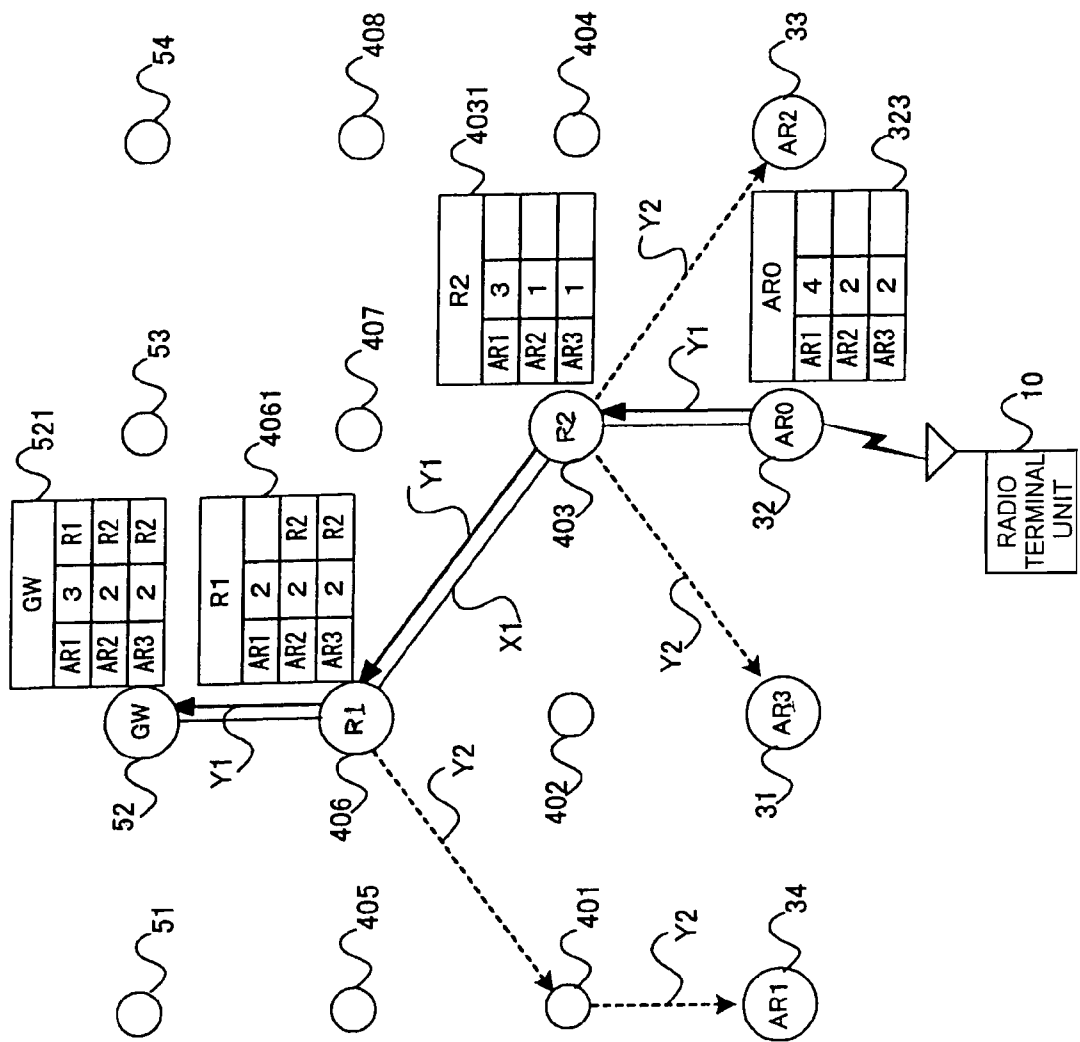 51
52
53
54
GW
521
GW
AR1 3 R1
AR2 2 R2
AR3 2 R2
Y1
405
406
407
408
R1
4061
R1
AR1 2
AR2 2 R2
AR3 2 R2
Y1
X1
Y2
401
402
403
404
R2
4031
R2
AR1 3
AR2 1
AR3 1
Y2
Y2
Y1
Y2
AR1
34
AR3
31
AR0
32
AR2
33
323
AR0
AR1 4
AR2 2
AR3 2
10
RADIO
TERMINAL
UNIT